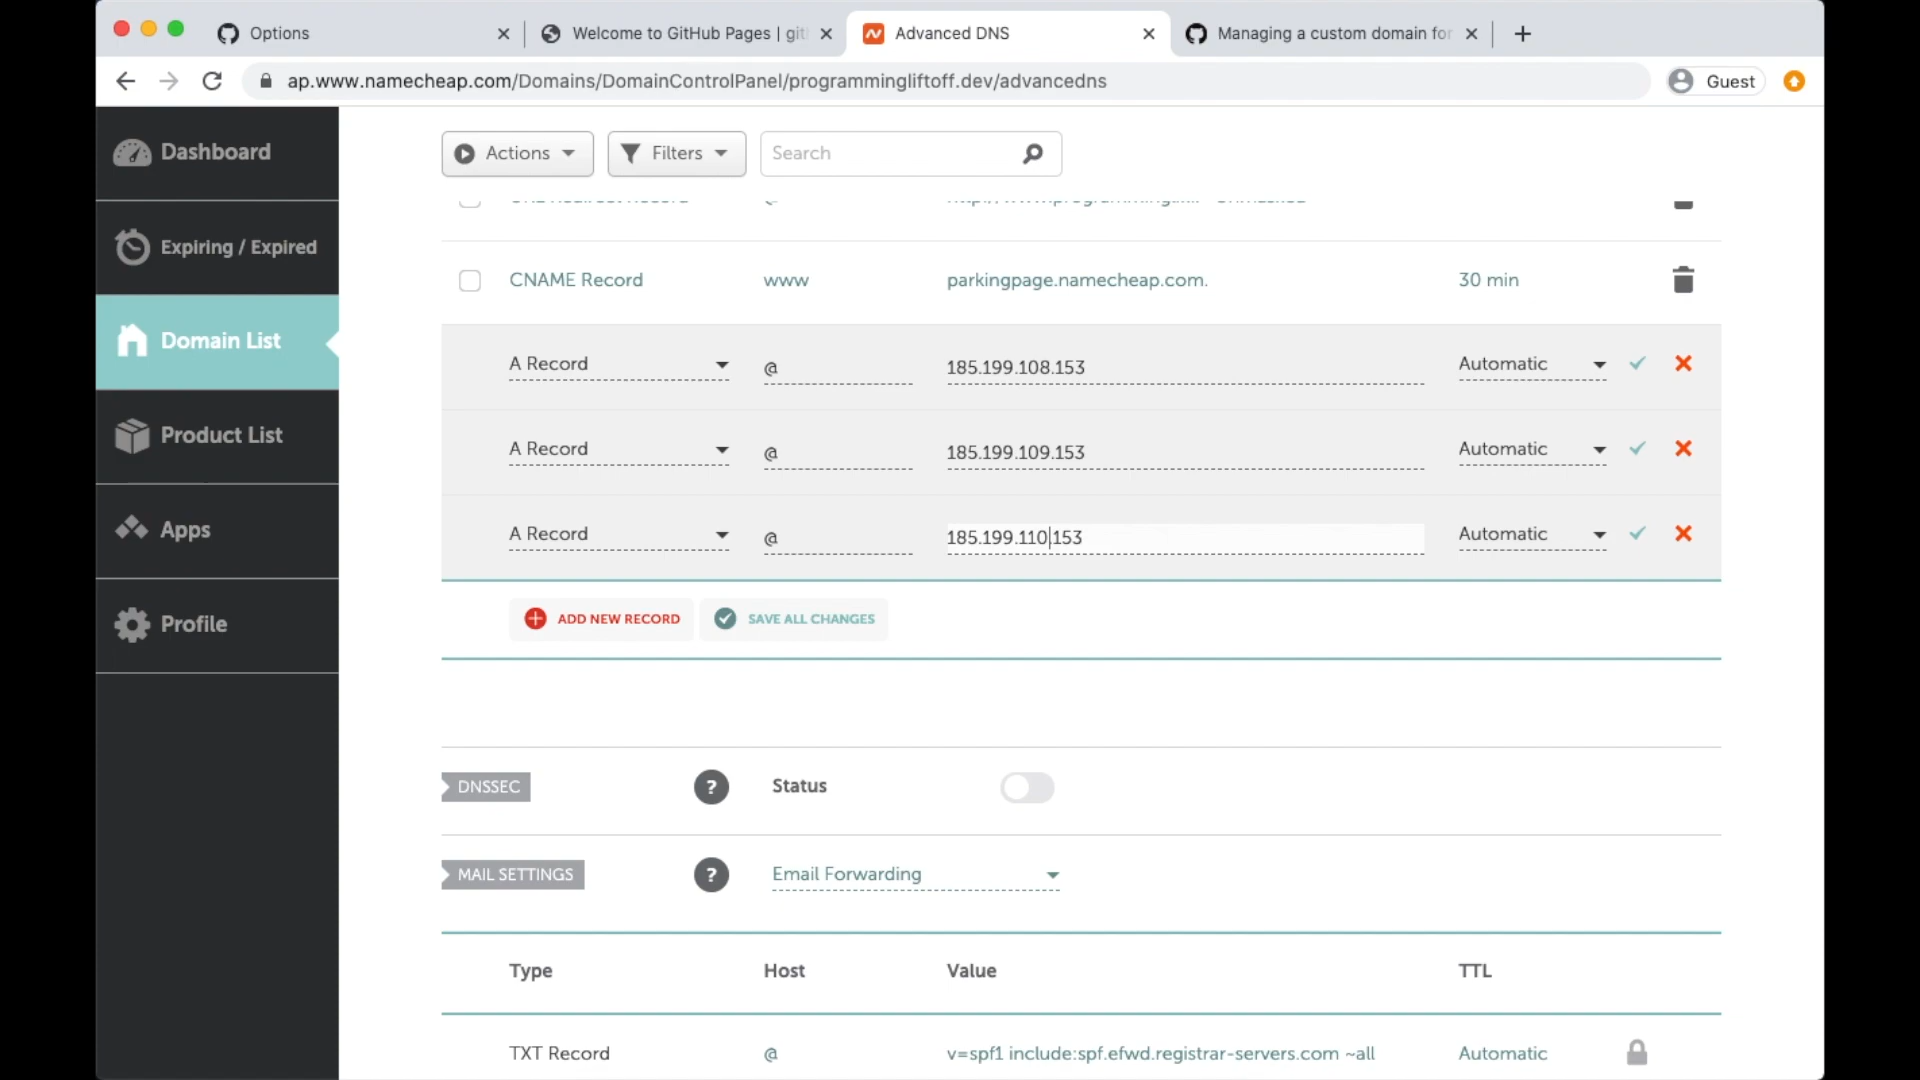 Options
Welcome to GitHub Pages | git
Advanced DNS
Managing a custom domain for
ap.www.namecheap.com/Domains/DomainControlPanel/programmingliftoff.dev/advancedns
Guest
Dashboard
Expiring / Expired
Domain List
Product List
Apps
Profile
Actions
Filters
Search
CNAME Record www parkingpage.namecheap.com. 30 min
A Record @ 185.199.108.153 Automatic
A Record @ 185.199.109.153 Automatic
A Record @ 185.199.110.153 Automatic
ADD NEW RECORD
SAVE ALL CHANGES
DNSSEC ? Status
MAIL SETTINGS ? Email Forwarding
Type Host Value TTL
TXT Record @ v=spf1 include:spf.efwd.registrar-servers.com ~all Automatic